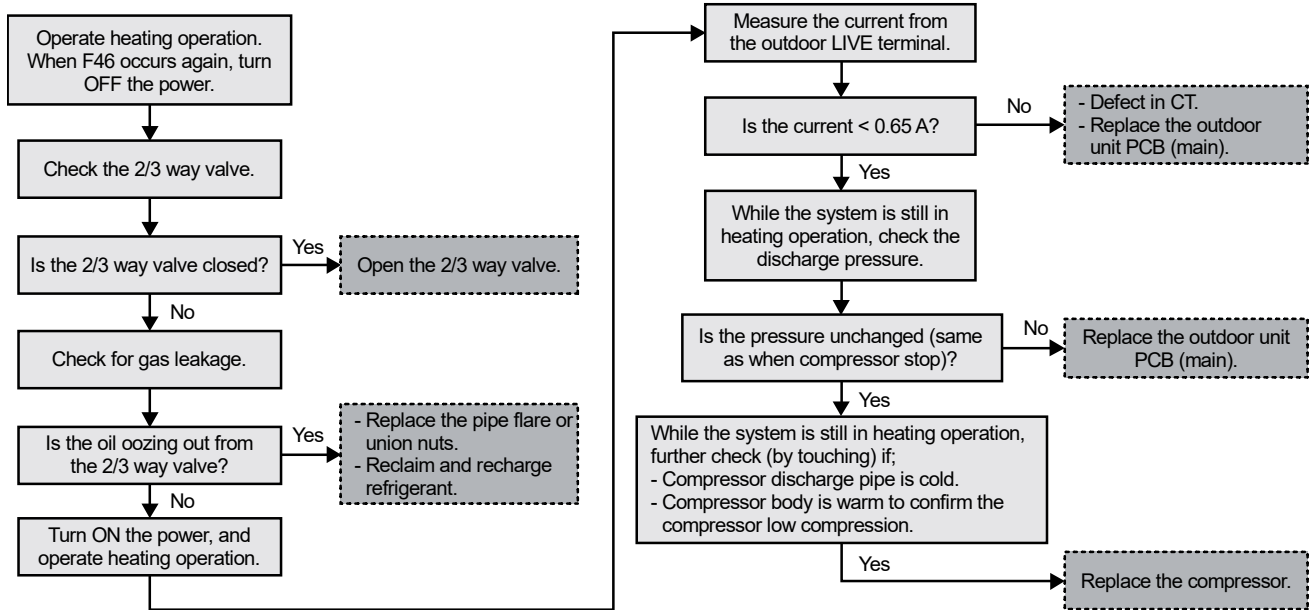 Operate heating operation.
When F46 occurs again, turn
OFF the power.
Check the 2/3 way valve.
Is the 2/3 way valve closed?
Yes
Open the 2/3 way valve.
No
Check for gas leakage.
Is the oil oozing out from
the 2/3 way valve?
Yes
- Replace the pipe flare or
union nuts.
- Reclaim and recharge
refrigerant.
No
Turn ON the power, and
operate heating operation.
Measure the current from
the outdoor LIVE terminal.
Is the current < 0.65 A?
No
- Defect in CT.
- Replace the outdoor
unit PCB (main).
Yes
While the system is still in
heating operation, check the
discharge pressure.
Is the pressure unchanged (same
as when compressor stop)?
No
Replace the outdoor unit
PCB (main).
Yes
While the system is still in heating operation,
further check (by touching) if;
- Compressor discharge pipe is cold.
- Compressor body is warm to confirm the
compressor low compression.
Yes
Replace the compressor.